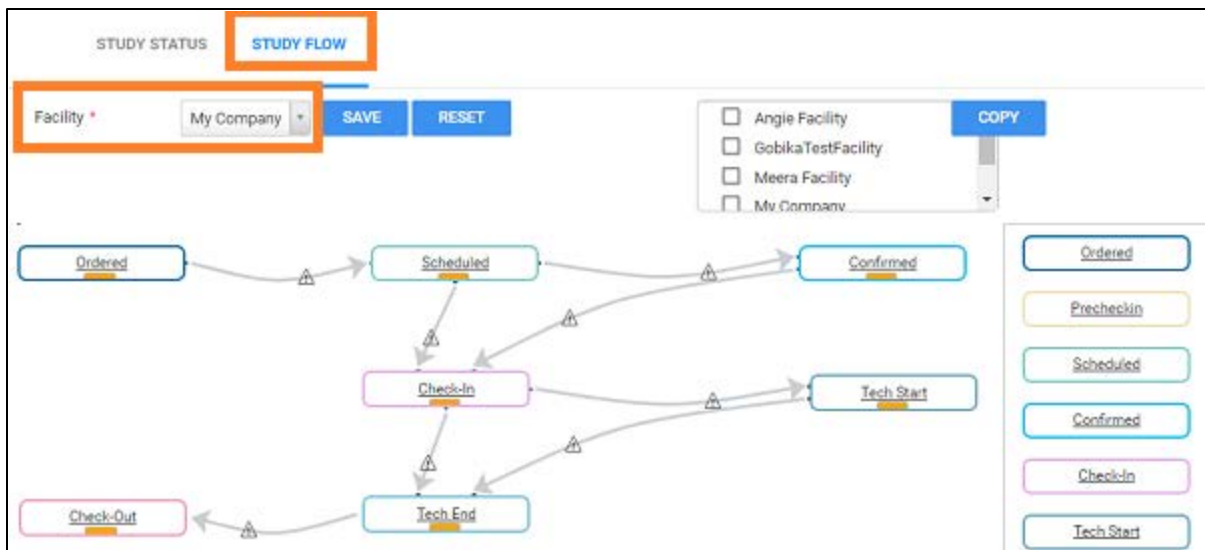 STUDY STATUS STUDY FLOW
Facility * My Company SAVE RESET
Angie Facility COPY
GobikaTestFacility
Meera Facility
My Company
Ordered Scheduled Confirmed
Check-In Tech Start
Check-Out Tech End
Ordered
Precheckin
Scheduled
Confirmed
Check-In
Tech Start